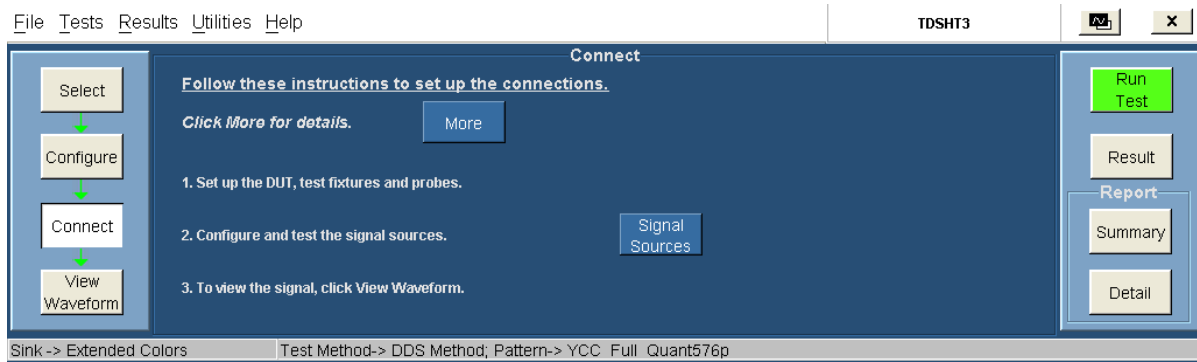 File Tests Results Utilities Help
TDSHT3
x
Connect
Select
Configure
Connect
View
Waveform
Follow these instructions to set up the connections.
Click More for details.
More
1. Set up the DUT, test fixtures and probes.
2. Configure and test the signal sources.
Signal
Sources
3. To view the signal, click View Waveform.
Run
Test
Result
Report
Summary
Detail
Sink -> Extended Colors
Test Method-> DDS Method; Pattern-> YCC_Full_Quant576p